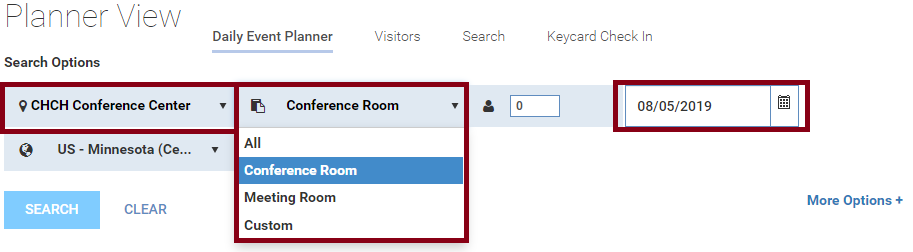 Planner View
Daily Event Planner Visitors Search Keycard Check In
Search Options
CHCH Conference Center Conference Room 0 08/05/2019
US - Minnesota (Ce...
All
Conference Room
Meeting Room
Custom
SEARCH CLEAR
More Options +